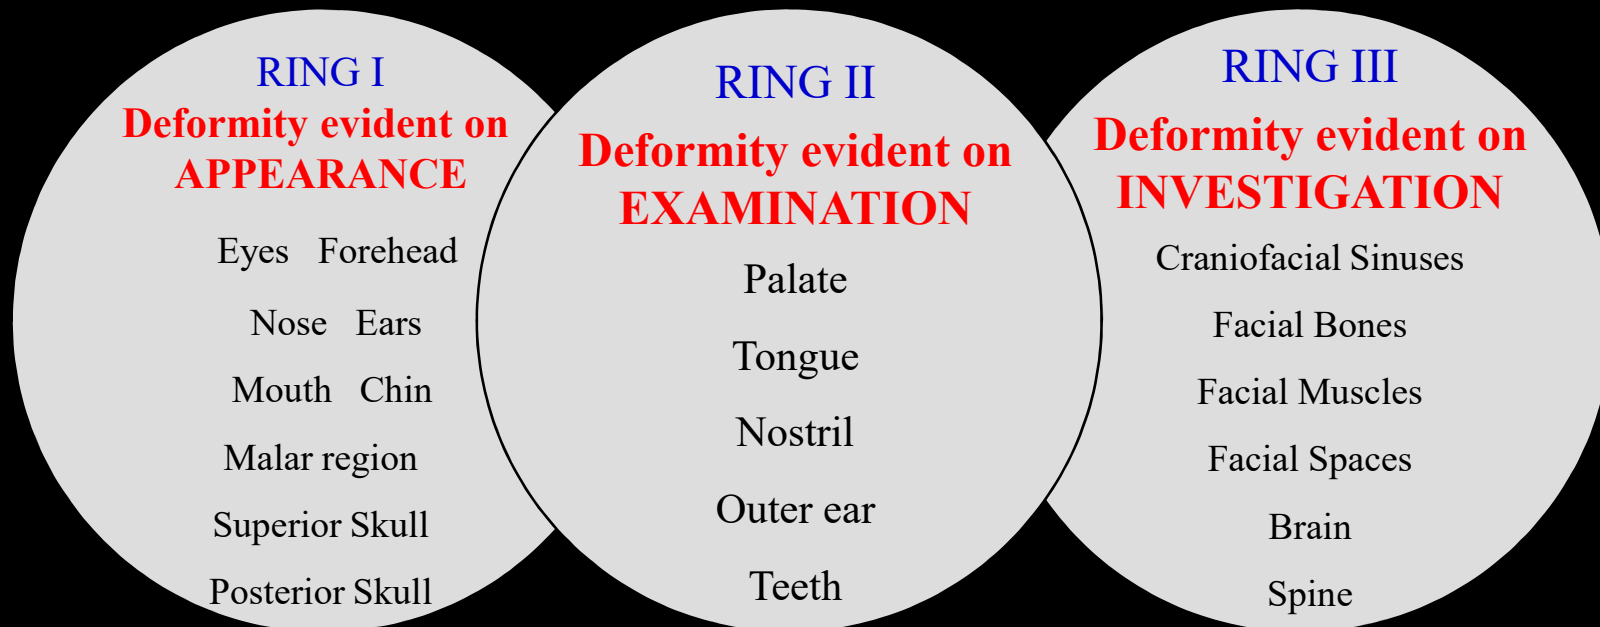 RING I
Deformity evident on
APPEARANCE
Eyes Forehead
Nose Ears
Mouth Chin
Malar region
Superior Skull
Posterior Skull
RING II
Deformity evident on
EXAMINATION
Palate
Tongue
Nostril
Outer ear
Teeth
RING III
Deformity evident on
INVESTIGATION
Craniofacial Sinuses
Facial Bones
Facial Muscles
Facial Spaces
Brain
Spine